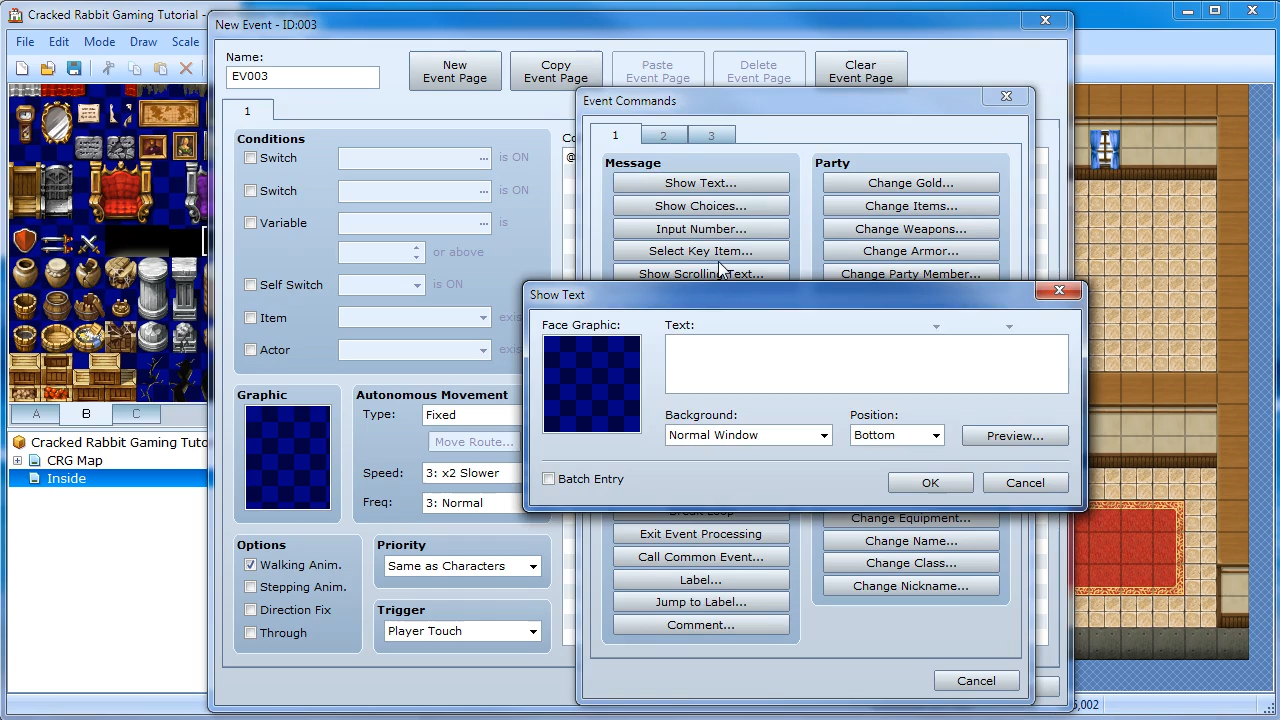 Cracked Rabbit Gaming Tutorial -
File Edit Mode Draw Scale
New Event - ID:003
Name:
EV003
New Event Page
Copy Event Page
Paste Event Page
Delete Event Page
Clear Event Page
1
Conditions
Switch ... is ON
Switch ... is ON
Variable ... is
or above
Self Switch is ON
Item
Actor
Graphic:
Autonomous Movement
Type: Fixed
Move Route...
Speed: 3: x2 Slower
Freq: 3: Normal
Options
Walking Anim.
Stepping Anim.
Direction Fix
Through
Priority
Same as Characters
Trigger
Player Touch
Event Commands
1 2 3
Message
Show Text...
Show Choices...
Input Number...
Select Key Item...
Show Scrolling Text...
Exit Event Processing
Call Common Event...
Label...
Jump to Label...
Comment...
Party
Change Gold...
Change Items...
Change Weapons...
Change Armor...
Change Party Member...
Change Equipment...
Change Name...
Change Class...
Change Nickname...
Cancel
Show Text
Face Graphic:
Text:
Background:
Normal Window
Position:
Bottom
Preview...
Batch Entry
OK
Cancel
A B C
Cracked Rabbit Gaming Tuto
CRG Map
Inside
,002